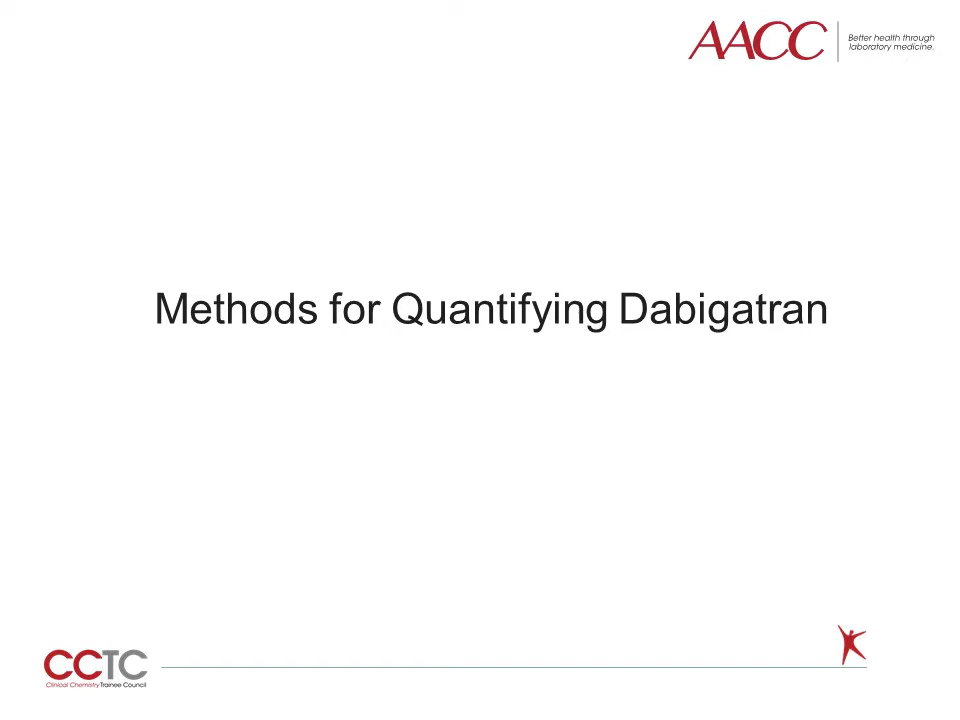 AACC
Better health through
laboratory medicine.
Methods for Quantifying Dabigatran
CCTC
Clinical Chemistry Trainee Council